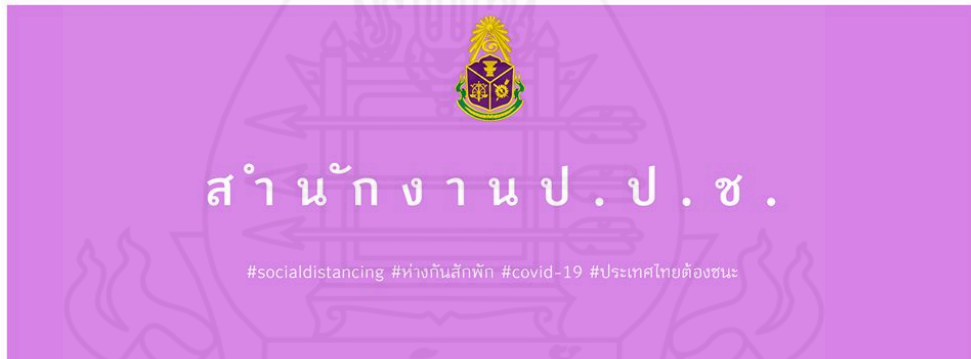 สำนักงานป.ป.ช.
#socialdistancing #ห่างกันสักพัก #covid-19 #ประเทศไทยต้องชนะ